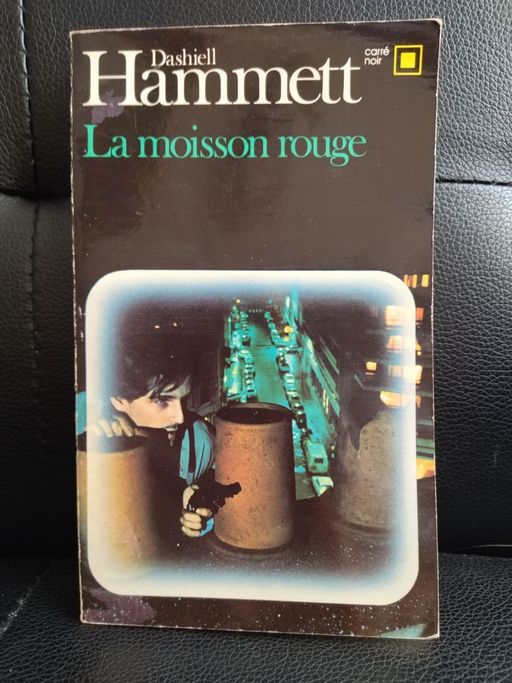 Dashiell
Hammett
carré
noir
La moisson rouge